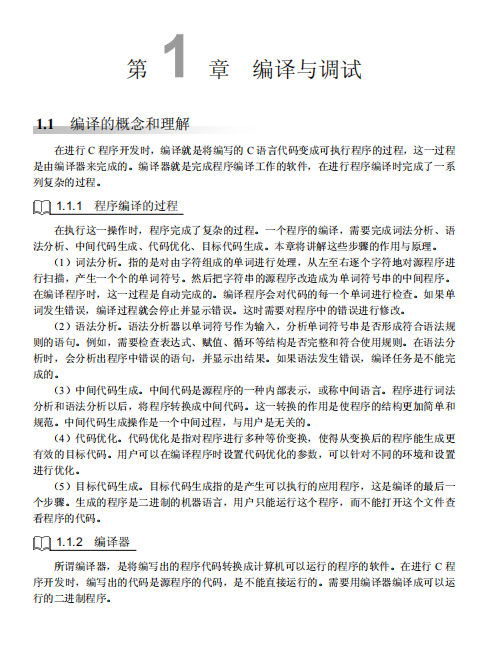 第 1 章 编译与调试
1.1 编译的概念和理解
在进行 C 程序开发时，编译就是将编写的 C 语言代码变成可执行程序的过程，这一过程
是由编译器来完成的。编译器就是完成程序编译工作的软件，在进行程序编译时完成了一系
列复杂的过程。
1.1.1 程序编译的过程
在执行这一操作时，程序完成了复杂的过程。一个程序的编译，需要完成词法分析、语
法分析、中间代码生成、代码优化、目标代码生成。本章将讲解这些步骤的作用与原理。
（1）词法分析。指的是对由字符组成的单词进行处理，从左至右逐个字符地对源程序进
行扫描，产生一个个的单词符号。然后把字符串的源程序改造成为单词符号串的中间程序。
在编译程序时，这一过程是自动完成的。编译程序会对代码的每一个单词进行检查。如果单
词发生错误，编译过程就会停止并显示错误。这时需要对程序中的错误进行修改。
（2）语法分析。语法分析器以单词符号作为输入，分析单词符号串是否形成符合语法规
则的语句。例如，需要检查表达式、赋值、循环等结构是否完整和符合使用规则。在语法分
析时，会分析出程序中错误的语句，并显示出结果。如果语法发生错误，编译任务是不能完
成的。
（3）中间代码生成。中间代码是源程序的一种内部表示，或称中间语言。程序进行词法
分析和语法分析以后，将程序转换成中间代码。这一转换的作用是使程序的结构更加简单和
规范。中间代码生成操作是一个中间过程，与用户是无关的。
（4）代码优化。代码优化是指对程序进行多种等价变换，使得从变换后的程序能生成更
有效的目标代码。用户可以在编译程序时设置代码优化的参数，可以针对不同的环境和设置
进行优化。
（5）目标代码生成。目标代码生成指的是产生可以执行的应用程序，这是编译的最后一
个步骤。生成的程序是二进制的机器语言，用户只能运行这个程序，而不能打开这个文件查
看程序的代码。
1.1.2 编译器
所谓编译器，是将编写出的程序代码转换成计算机可以运行的程序的软件。在进行 C 程
序开发时，编写出的代码是源程序的代码，是不能直接运行的。需要用编译器编译成可以运
行的二进制程序。